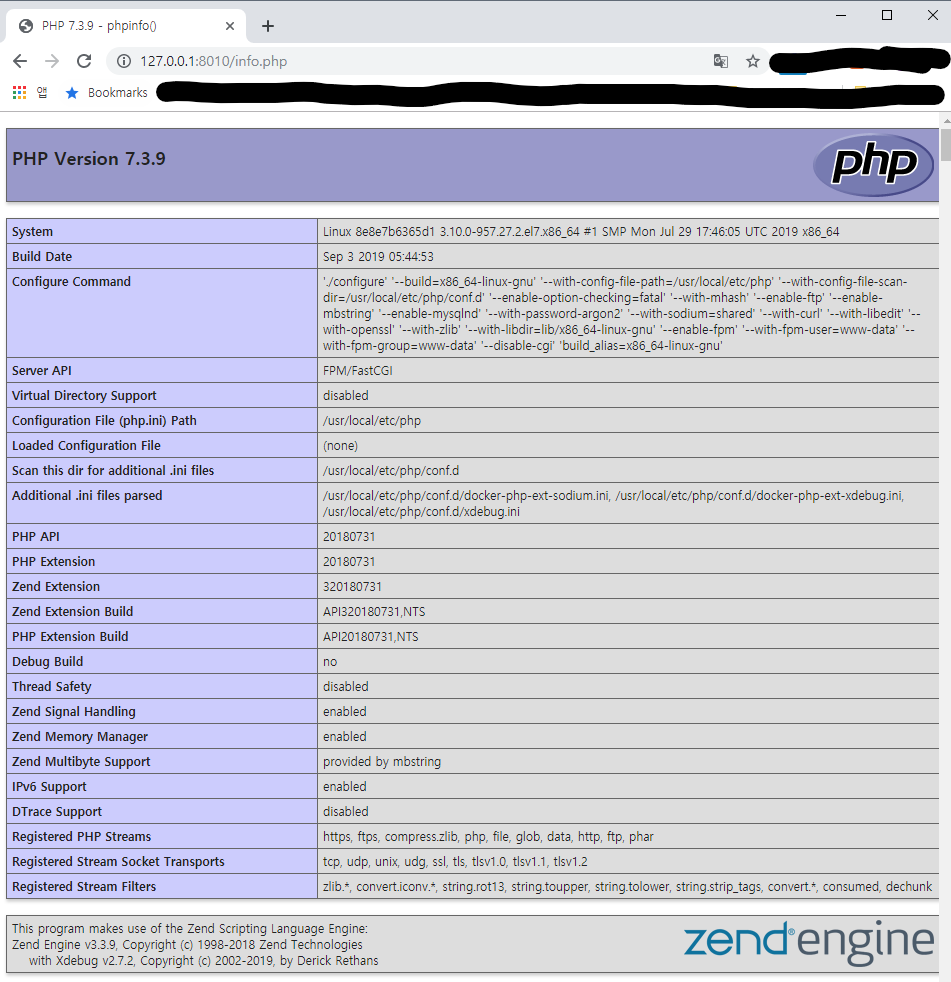 PHP 7.3.9 - phpinfo()
127.0.0.1:8010/info.php
Bookmarks
PHP Version 7.3.9
php
System Linux 8e8e7b6365d1 3.10.0-957.27.2.el7.x86_64 #1 SMP Mon Jul 29 17:46:05 UTC 2019 x86_64
Build Date Sep 3 2019 05:44:53
Configure Command './configure' '--build=x86_64-linux-gnu' '--with-config-file-path=/usr/local/etc/php' '--with-config-file-scan-
dir=/usr/local/etc/php/conf.d' '--enable-option-checking=fatal' '--with-mhash' '--enable-ftp' '--enable-
mbstring' '--enable-mysqlnd' '--with-password-argon2' '--with-sodium=shared' '--with-curl' '--with-libedit' '--
with-openssl' '--with-zlib' '--with-libdir=lib/x86_64-linux-gnu' '--enable-fpm' '--with-fpm-user=www-data' '--
with-fpm-group=www-data' '--disable-cgi' 'build_alias=x86_64-linux-gnu'
Server API FPM/FastCGI
Virtual Directory Support disabled
Configuration File (php.ini) Path /usr/local/etc/php
Loaded Configuration File (none)
Scan this dir for additional .ini files /usr/local/etc/php/conf.d
Additional .ini files parsed /usr/local/etc/php/conf.d/docker-php-ext-sodium.ini, /usr/local/etc/php/conf.d/docker-php-ext-xdebug.ini,
/usr/local/etc/php/conf.d/xdebug.ini
PHP API 20180731
PHP Extension 20180731
Zend Extension 320180731
Zend Extension Build API320180731,NTS
PHP Extension Build API20180731,NTS
Debug Build no
Thread Safety disabled
Zend Signal Handling enabled
Zend Memory Manager enabled
Zend Multibyte Support provided by mbstring
IPv6 Support enabled
DTrace Support disabled
Registered PHP Streams https, ftps, compress.zlib, php, file, glob, data, http, ftp, phar
Registered Stream Socket Transports tcp, udp, unix, udg, ssl, tls, tlsv1.0, tlsv1.1, tlsv1.2
Registered Stream Filters zlib.*, convert.iconv.*, string.rot13, string.toupper, string.tolower, string.strip_tags, convert.*, consumed, dechunk
This program makes use of the Zend Scripting Language Engine:
Zend Engine v3.3.9, Copyright (c) 1998-2018 Zend Technologies
with Xdebug v2.7.2, Copyright (c) 2002-2019, by Derick Rethans
zend® engine